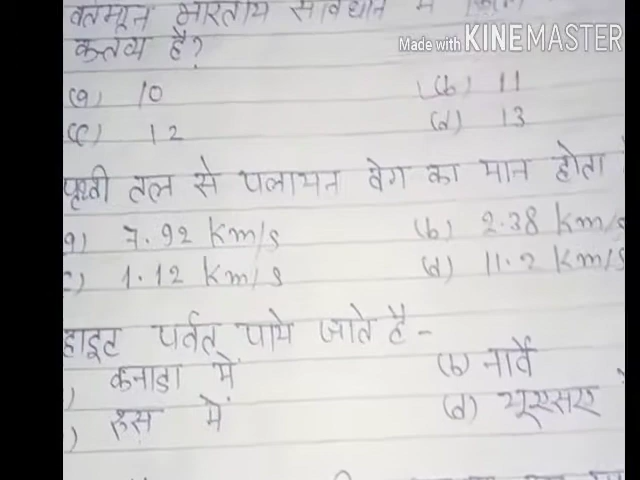 वर्तमान भारतीय संविधान में
कर्तव्य है?
Made with KINEMASTER
(a) 10 (b) 11
(c) 12 (d) 13
पृथ्वी तल से पलायन वेग का मान होता
a) 7.92 km/s (b) 2.38 km/s
c) 1.12 km/s (d) 11.2 km/s
हाइट पर्वत पाये जाते है -
) कनाडा में (b) नार्वे
) रूस में (d) यूएसए